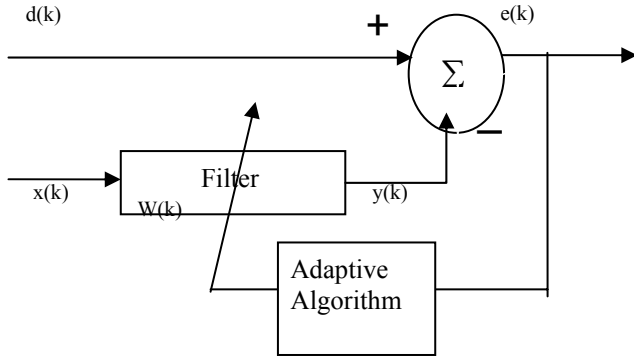 d(k)
e(k)
+
Σ
−
Filter
x(k)
W(k)
y(k)
Adaptive
Algorithm